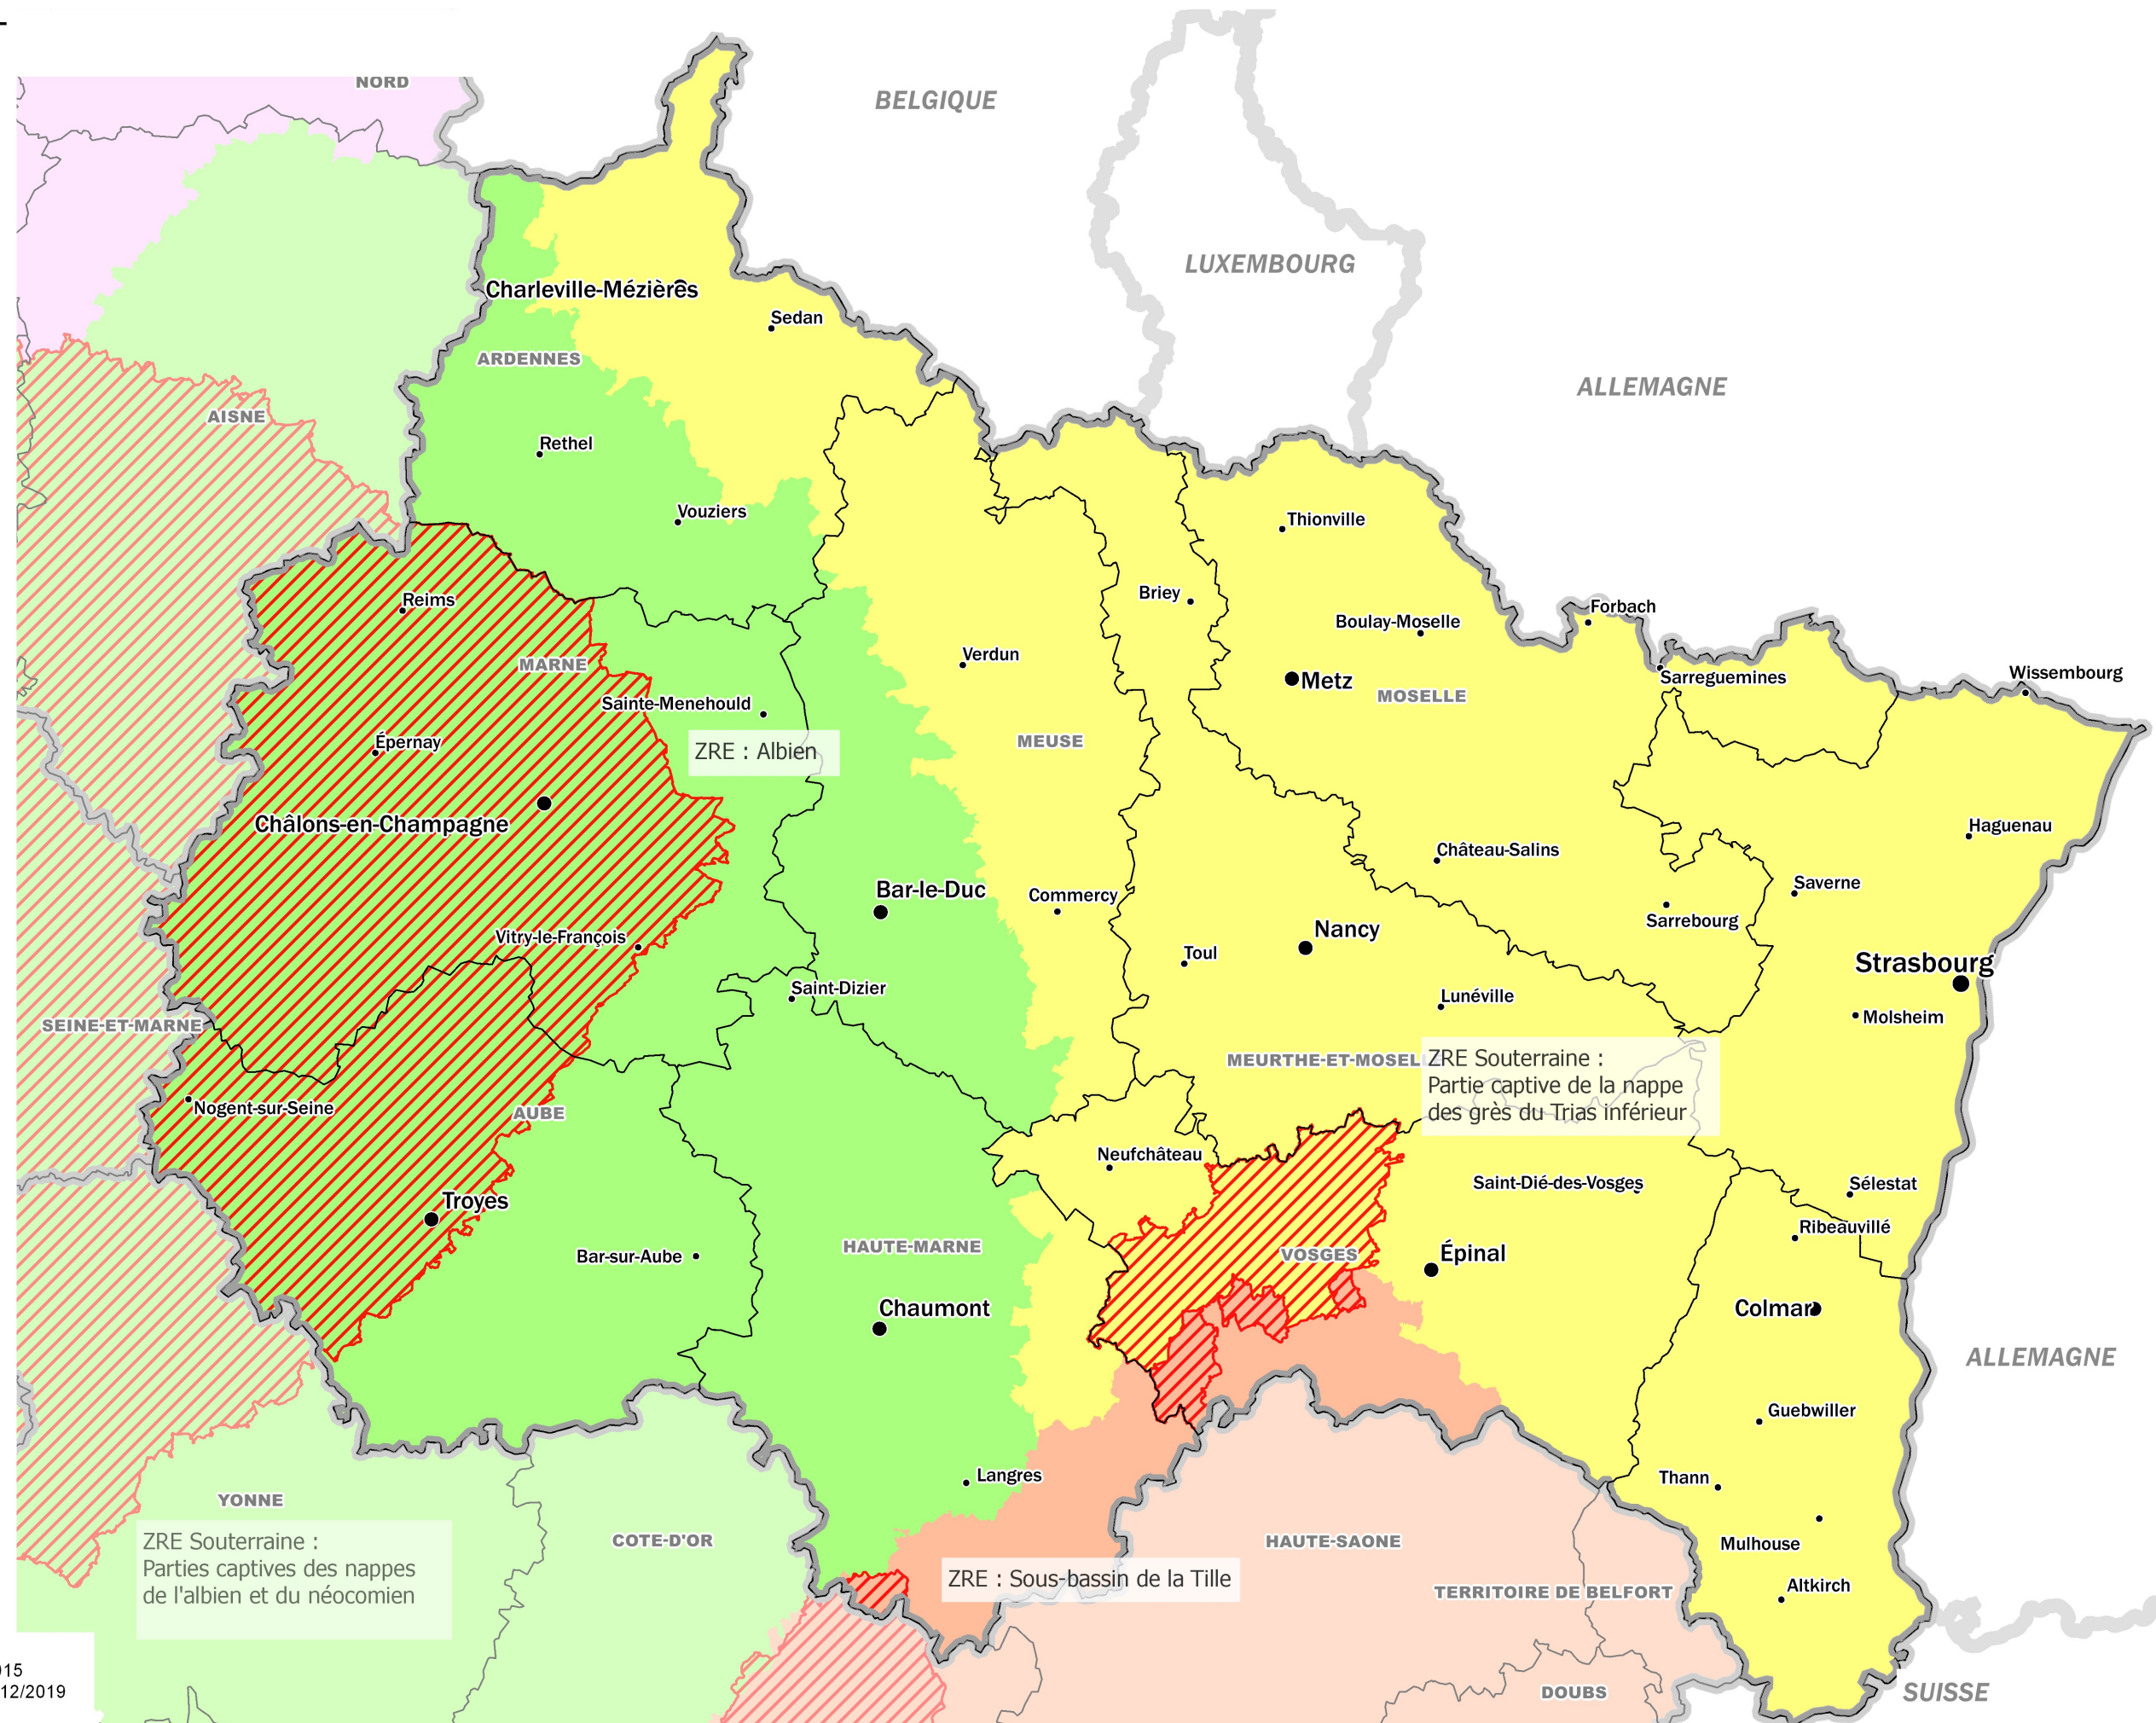 NORD
BELGIQUE
LUXEMBOURG
Charleville-Mézières
Sedan
ARDENNES
ALLEMAGNE
AISNE
Rethel
Vouziers
Thionville
Reims
Briey
Forbach
Boulay-Moselle
Verdun
MARNE
Sarreguemines
Wissembourg
Metz
MOSELLE
Sainte-Menehould
Épernay
MEUSE
ZRE : Albien
Châlons-en-Champagne
Haguenau
Château-Salins
Saverne
Bar-le-Duc
Commercy
Sarrebourg
Nancy
Vitry-le-François
Toul
Strasbourg
Saint-Dizier
Lunéville
Molsheim
SEINE-ET-MARNE
MEURTHE-ET-MOSELLE
ZRE Souterraine :
Partie captive de la nappe
des grès du Trias inférieur
Nogent-sur-Seine
AUBE
Neufchâteau
Saint-Dié-des-Vosges
Sélestat
Troyes
Ribeauvillé
HAUTE-MARNE
VOSGES
Épinal
Bar-sur-Aube
Chaumont
Colmar
ALLEMAGNE
Guebwiller
Langres
Thann
YONNE
COTE-D'OR
HAUTE-SAONE
Mulhouse
ZRE Souterraine :
Parties captives des nappes
de l'albien et du néocomien
ZRE : Sous-bassin de la Tille
TERRITOIRE DE BELFORT
Altkirch
015
12/2019
DOUBS
SUISSE